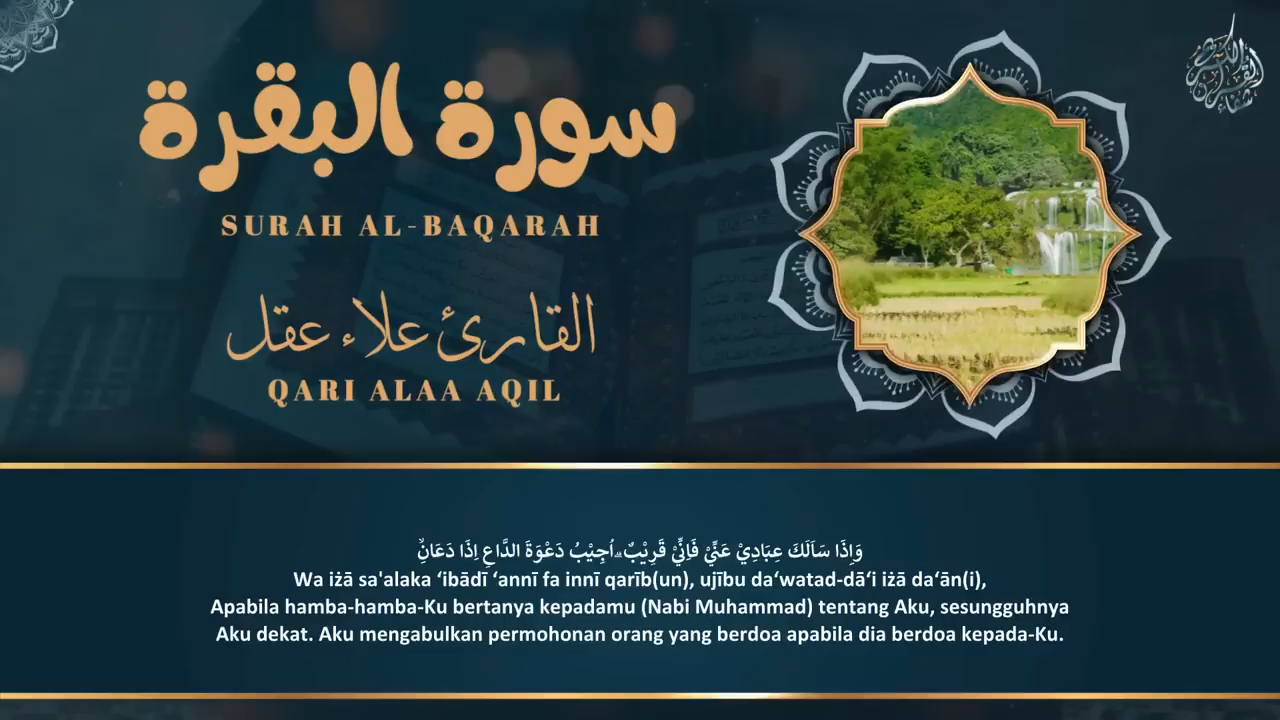 سورة البقرة
SURAH AL-BAQARAH
القارئ علاء عقل
QARI ALAA AQIL
وَاِذَا سَاَلَكَ عِبَادِيْ عَنِّيْ فَاِنِّيْ قَرِيْبٌۗ اُجِيْبُ دَعْوَةَ الدَّاعِ اِذَا دَعَانِۙ
Wa iżā sa'alaka ‘ibādī ‘annī fa innī qarīb(un), ujību da‘watad-dā‘i iżā da‘ān(i),
Apabila hamba-hamba-Ku bertanya kepadamu (Nabi Muhammad) tentang Aku, sesungguhnya
Aku dekat. Aku mengabulkan permohonan orang yang berdoa apabila dia berdoa kepada-Ku.